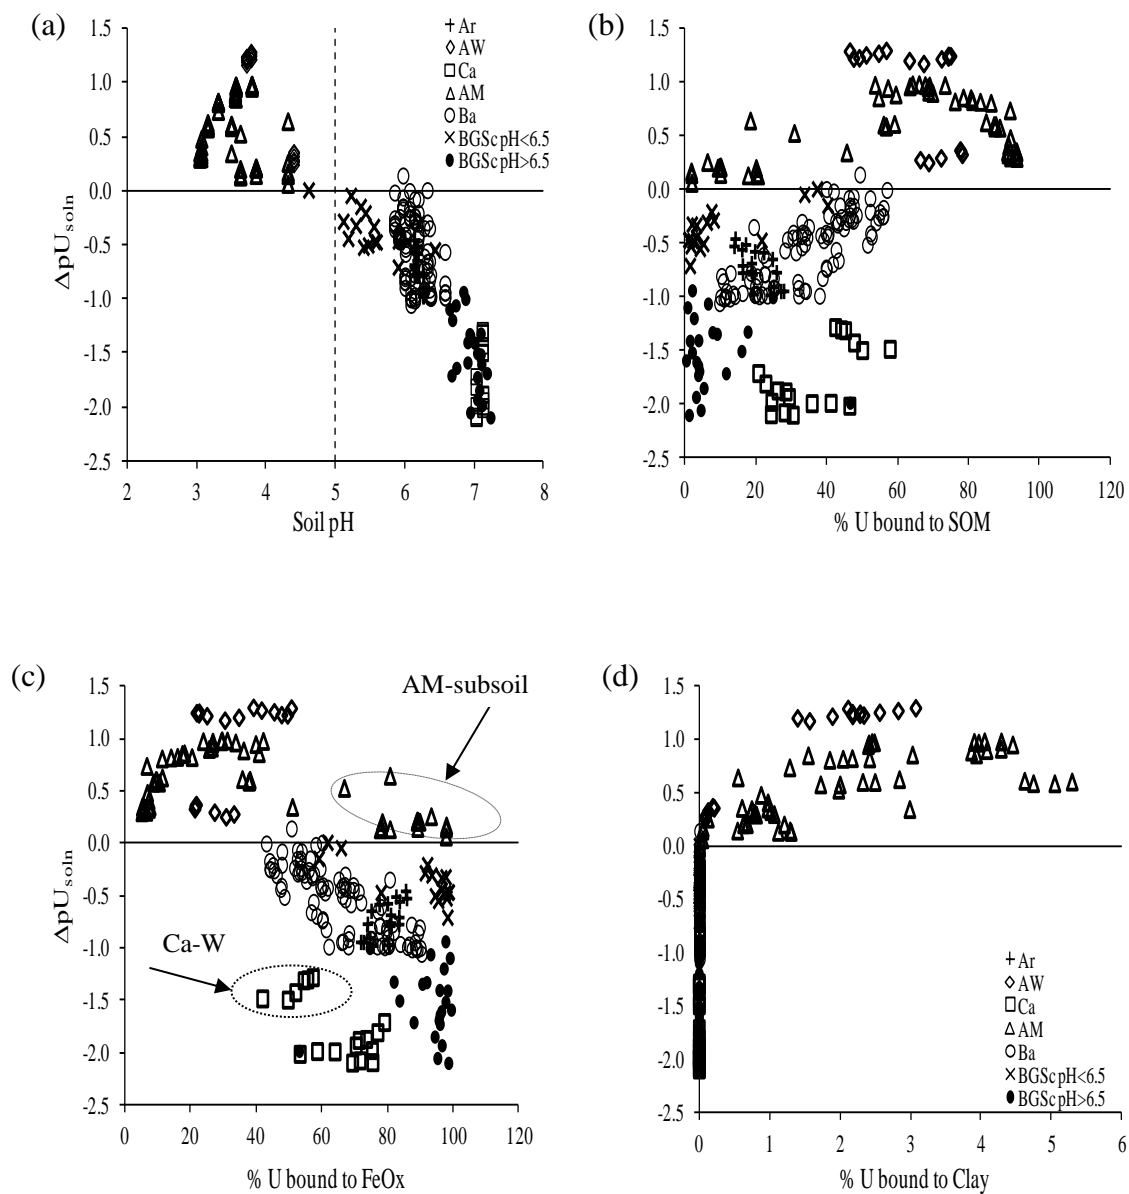 (a)
1.5
1.0
0.5
0.0
-0.5
-1.0
-1.5
-2.0
-2.5
ΔpU_soln
2 3 4 5 6 7 8
Soil pH
Ar
AW
Ca
AM
Ba
BGSc pH<6.5
BGSc pH>6.5
(b)
1.5
1.0
0.5
0.0
-0.5
-1.0
-1.5
-2.0
-2.5
0 20 40 60 80 100 120
% U bound to SOM
(c)
1.5
1.0
0.5
0.0
-0.5
-1.0
-1.5
-2.0
-2.5
ΔpU_soln
AM-subsoil
Ca-W
0 20 40 60 80 100 120
% U bound to FeOx
(d)
1.5
1.0
0.5
0.0
-0.5
-1.0
-1.5
-2.0
-2.5
Ar
AW
Ca
AM
Ba
BGSc pH<6.5
BGSc pH>6.5
0 1 2 3 4 5 6
% U bound to Clay